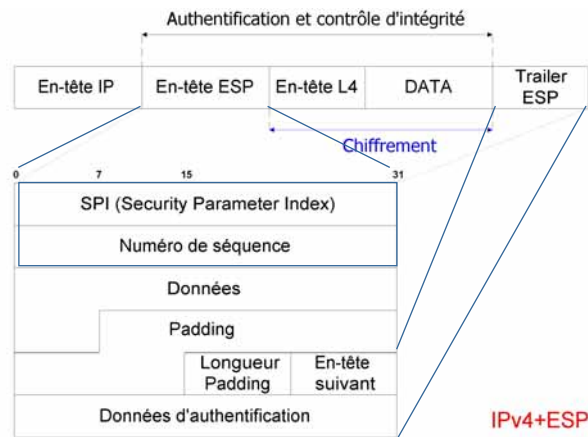 Authentification et contrôle d'intégrité
En-tête IP
En-tête ESP
En-tête L4
DATA
Trailer
ESP
Chiffrement
0
7
15
31
SPI (Security Parameter Index)
Numéro de séquence
Données
Padding
Longueur
Padding
En-tête
suivant
Données d'authentification
IPv4+ESP